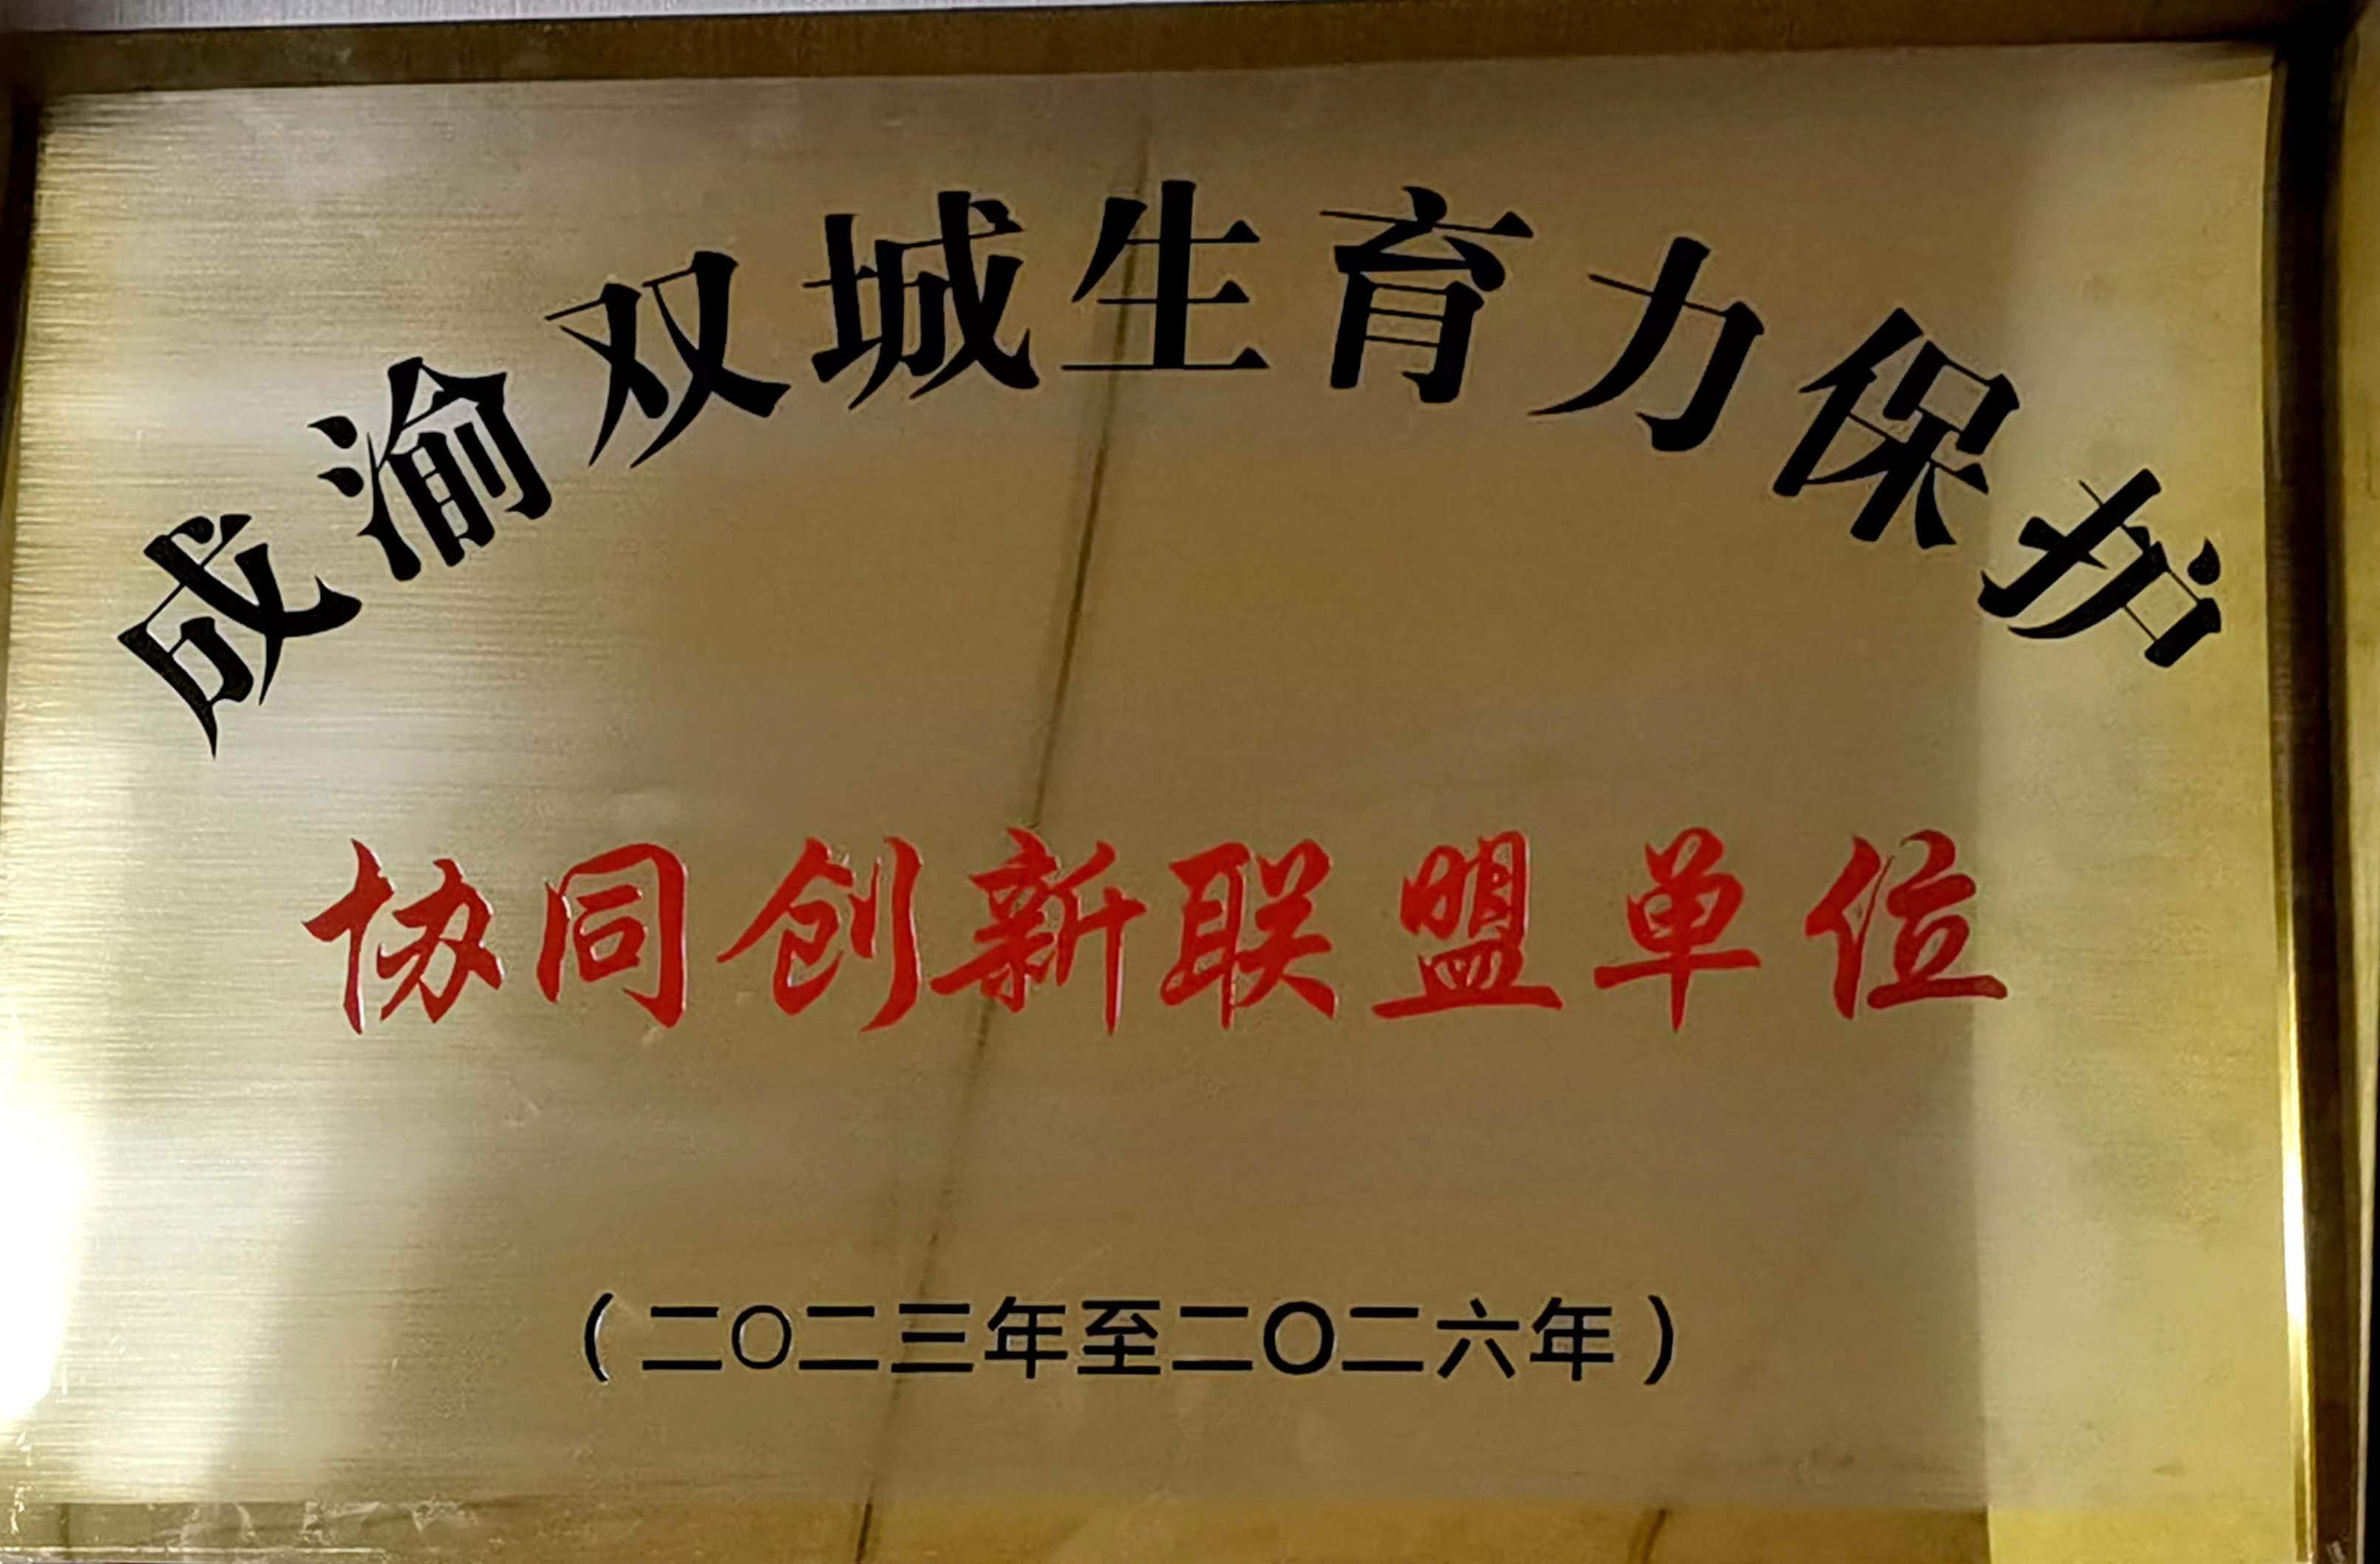 成渝双城生育力保护
协同创新联盟单位
（二〇二三年至二〇二六年）